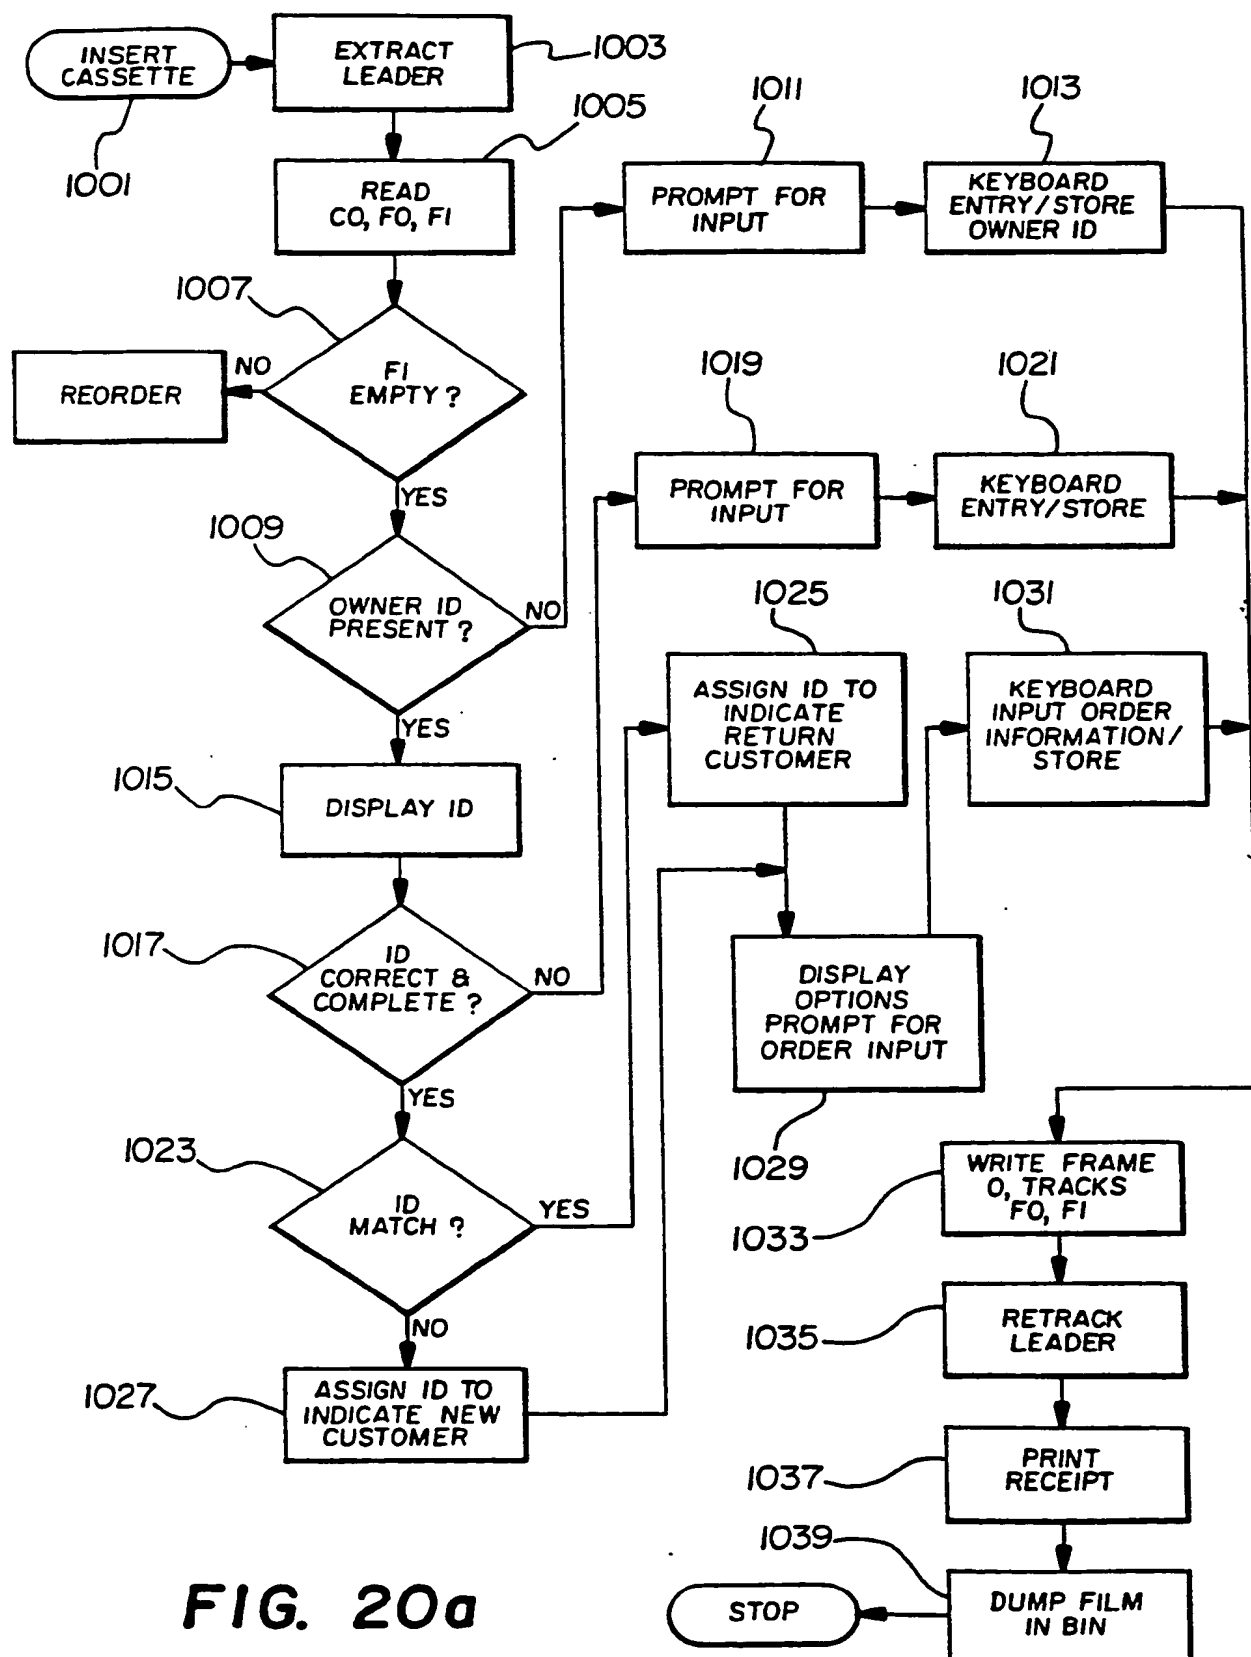 INSERT
CASSETTE
1001
EXTRACT
LEADER
1003
1005
READ
CO, FO, FI
1007
FI
EMPTY ?
NO
REORDER
YES
1009
OWNER ID
PRESENT ?
NO
1011
PROMPT FOR
INPUT
1013
KEYBOARD
ENTRY/STORE
OWNER ID
YES
1015
DISPLAY ID
1017
ID
CORRECT &
COMPLETE ?
NO
1019
PROMPT FOR
INPUT
1021
KEYBOARD
ENTRY/STORE
YES
1023
ID
MATCH ?
YES
1025
ASSIGN ID TO
INDICATE
RETURN
CUSTOMER
NO
1027
ASSIGN ID TO
INDICATE NEW
CUSTOMER
DISPLAY
OPTIONS
PROMPT FOR
ORDER INPUT
1029
1031
KEYBOARD
INPUT ORDER
INFORMATION/
STORE
WRITE FRAME
O, TRACKS
FO, FI
1033
RETRACK
LEADER
1035
PRINT
RECEIPT
1037
1039
DUMP FILM
IN BIN
STOP
FIG. 20a